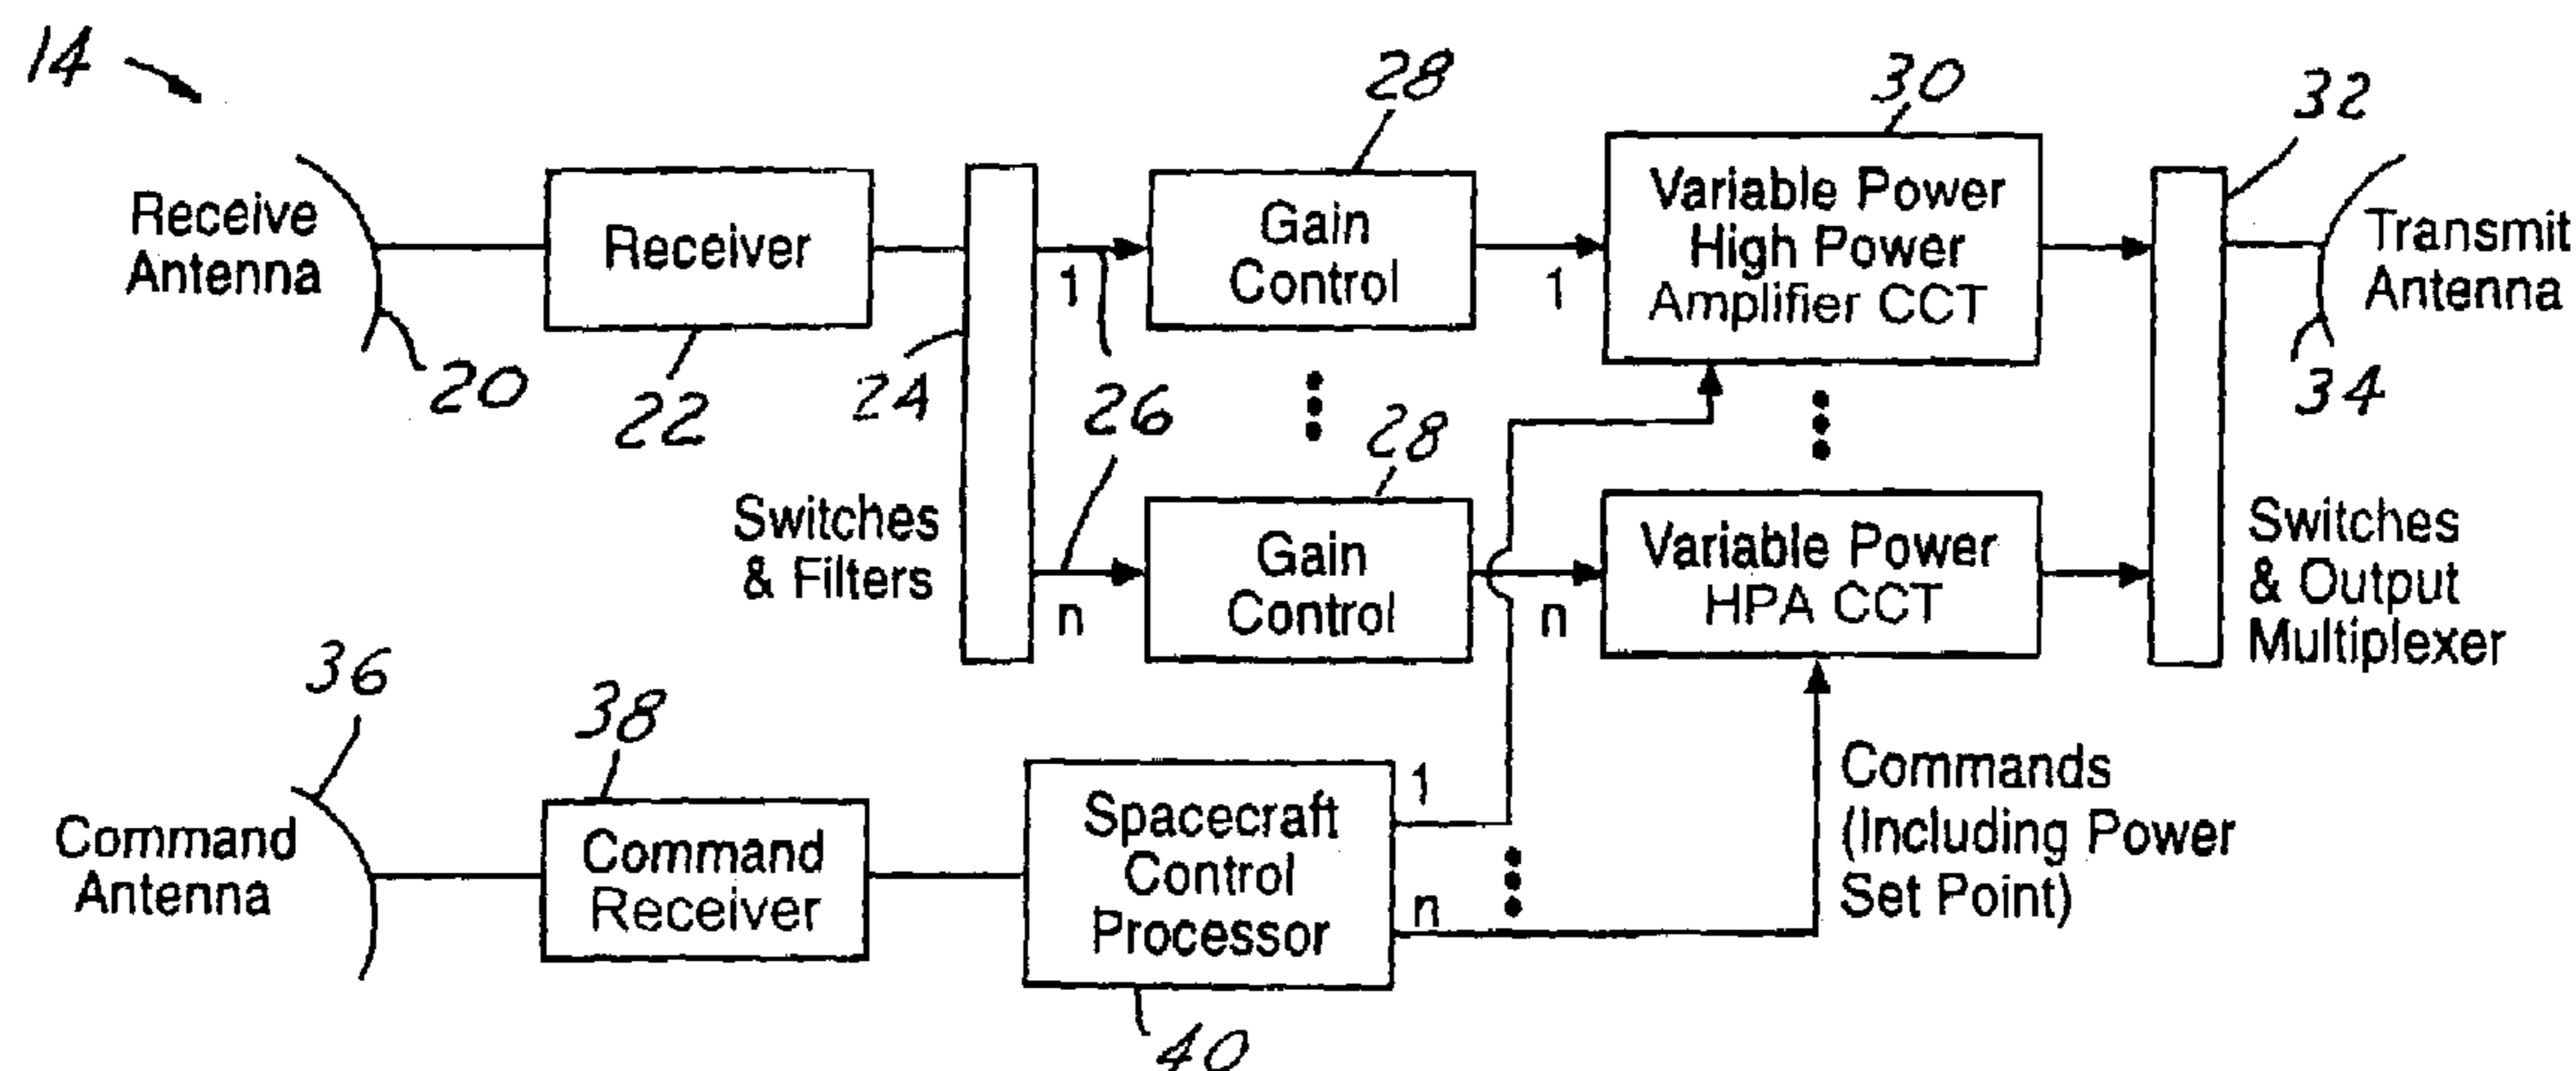 14
28
30
32
Receive
Antenna
Receiver
Gain
Control
Variable Power
High Power
Amplifier CCT
Transmit
Antenna
1
1
20
22
24
26
28
34
Switches
& Filters
Gain
Control
Variable Power
HPA CCT
Switches
& Output
Multiplexer
n
n
36
38
Command
Antenna
Command
Receiver
Spacecraft
Control
Processor
1
n
Commands
(Including Power
Set Point)
40